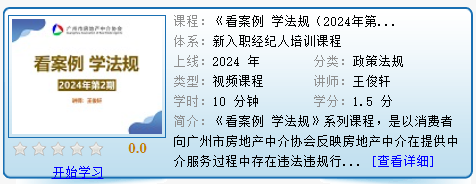 广州市房地产中介协会
看案例 学法规
2024年第2期
讲师:王俊轩
0.0
开始学习
课程：《看案例 学法规（2024年第...
体系：新入职经纪人培训课程
上线：2024 年 分类：政策法规
类型：视频课程 讲师：王俊轩
学时：10 分钟 学分：1.5 分
简介：《看案例 学法规》系列课程，是以消费者
向广州市房地产中介协会反映房地产中介在提供中
介服务过程中存在违法违规行... [查看详细]